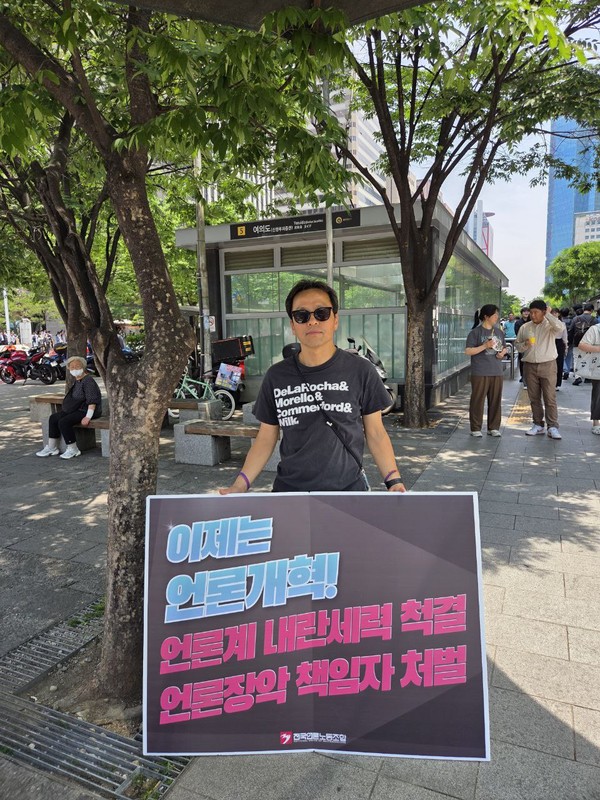 5
여의도
DeLaRocha&
Morello &
Commerford&
Wilk
이제는
언론개혁!
언론계 내란세력 척결
언론장악 책임자 처벌
전국언론노동조합